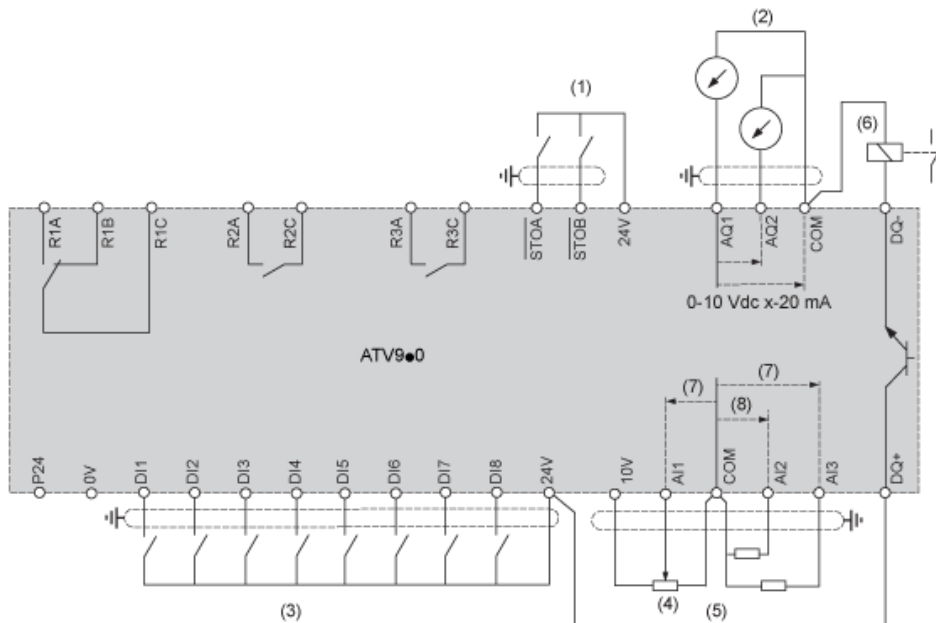 (2)
(1)
(6)
R1A
R1B
R1C
R2A
R2C
R3A
R3C
STOA
STOB
24V
AQ1
AQ2
COM
DQ-
0-10 Vdc x-20 mA
ATV9●0
(7)
(7)
(8)
P24
0V
DI1
DI2
DI3
DI4
DI5
DI6
DI7
DI8
24V
10V
AI1
COM
AI2
AI3
DQ+
(3)
(4)
(5)